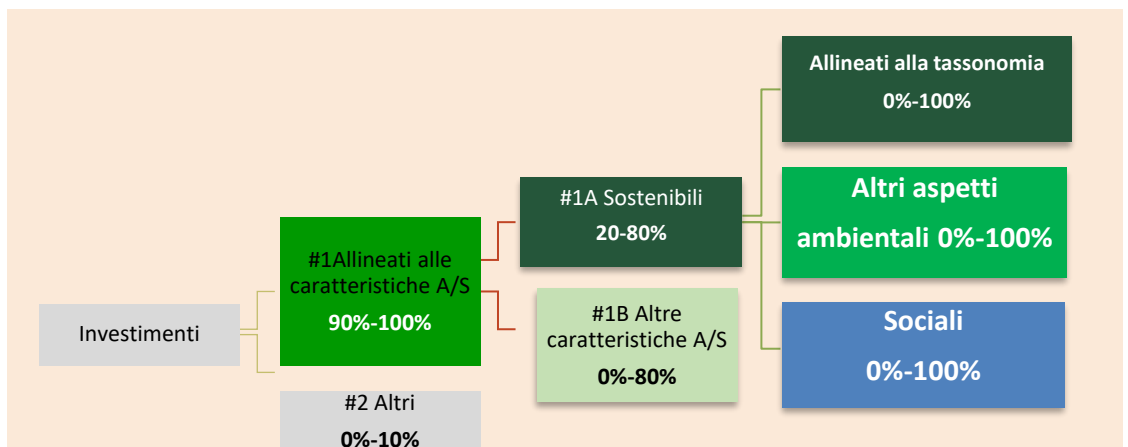 Investimenti
#1Allineati alle
caratteristiche A/S
90%-100%
#2 Altri
0%-10%
#1A Sostenibili
20-80%
#1B Altre
caratteristiche A/S
0%-80%
Allineati alla tassonomia
0%-100%
Altri aspetti
ambientali 0%-100%
Sociali
0%-100%